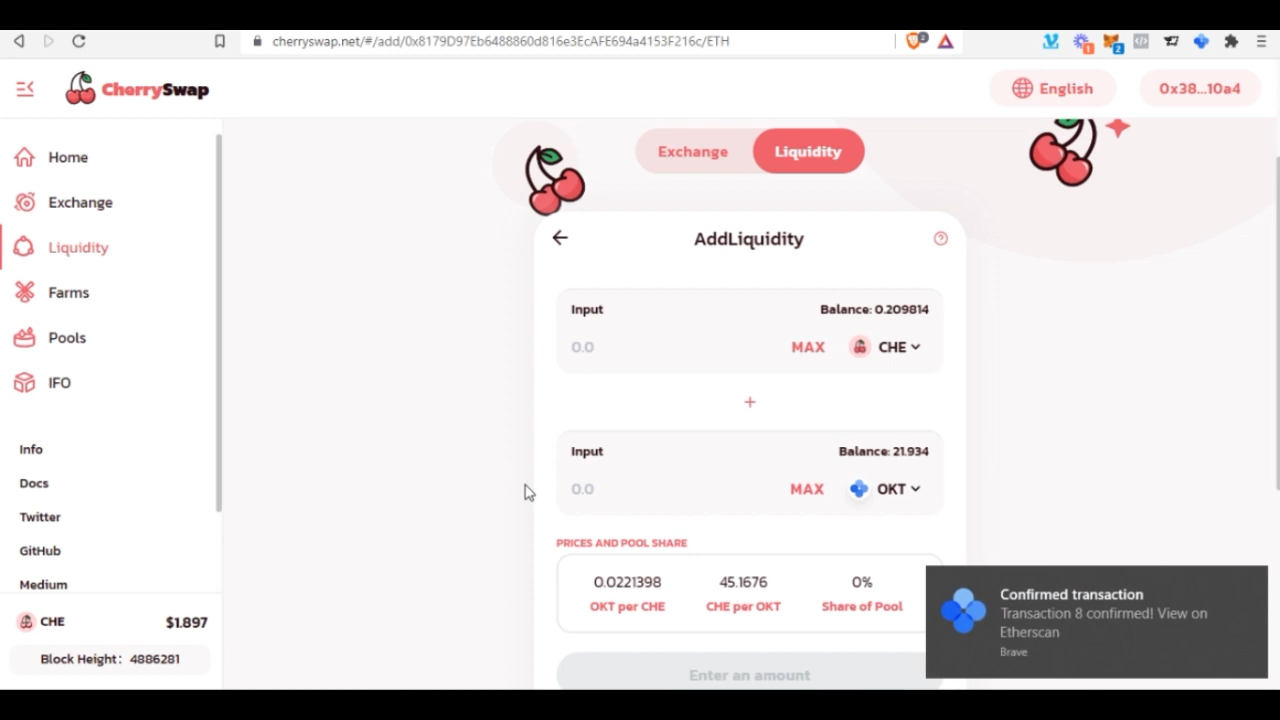 cherryswap.net/#/add/0x8179D97Eb6488860d816e3EcAFE694a4153F216c/ETH
2
1
2
CherrySwap
English
0x38...10a4
Home
Exchange
Liquidity
Farms
Pools
IFO
Info
Docs
Twitter
GitHub
Medium
CHE
$1.897
Block Height: 4886281
Exchange
Liquidity
AddLiquidity
Input
Balance: 0.209814
0.0
MAX
CHE
+
Input
Balance: 21.934
0.0
MAX
OKT
PRICES AND POOL SHARE
0.0221398
45.1676
0%
OKT per CHE
CHE per OKT
Share of Pool
Enter an amount
Confirmed transaction
Transaction 8 confirmed! View on
Etherscan
Brave